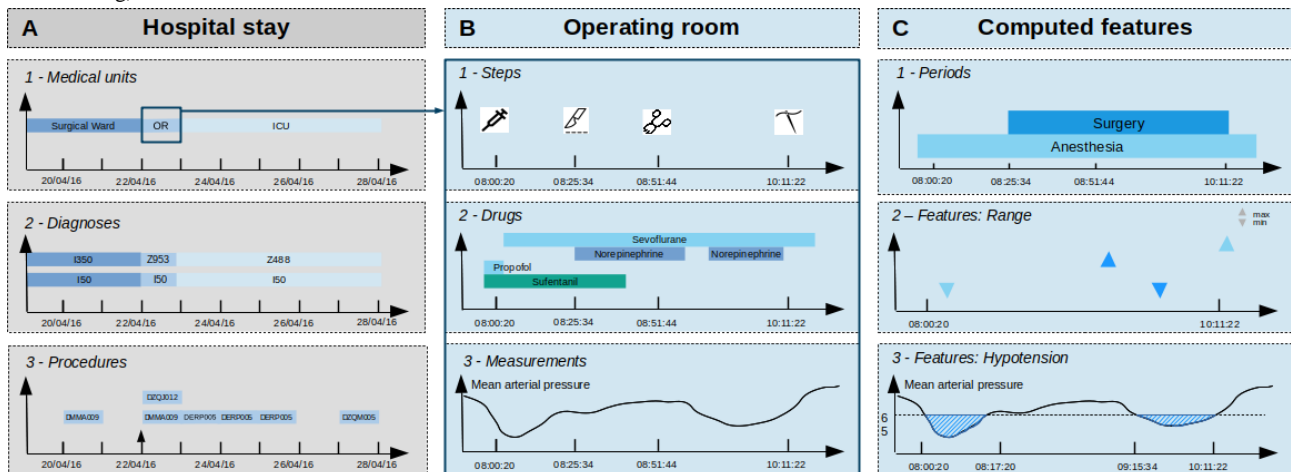 A Hospital stay
1 - Medical units
Surgical Ward OR ICU
20/04/16 22/04/16 24/04/16 26/04/16 28/04/16
2 - Diagnoses
I350 Z953 Z488
I50 I50 I50
20/04/16 22/04/16 24/04/16 26/04/16 28/04/16
3 - Procedures
DZQJ012
DMMA009 DMMA009 DERP005 DERP005 DERP005 DZQM005
20/04/16 22/04/16 24/04/16 26/04/16 28/04/16
B Operating room
1 - Steps
08:00:20 08:25:34 08:51:44 10:11:22
2 - Drugs
Sevoflurane
Norepinephrine Norepinephrine
Propofol
Sufentanil
08:00:20 08:25:34 08:51:44 10:11:22
3 - Measurements
Mean arterial pressure
08:00:20 08:25:34 08:51:44 10:11:22
C Computed features
1 - Periods
Surgery
Anesthesia
08:00:20 08:25:34 08:51:44 10:11:22
2 – Features: Range
max
min
08:00:20 10:11:22
3 - Features: Hypotension
Mean arterial pressure
6
5
08:00:20 08:17:20 09:15:34 10:11:22